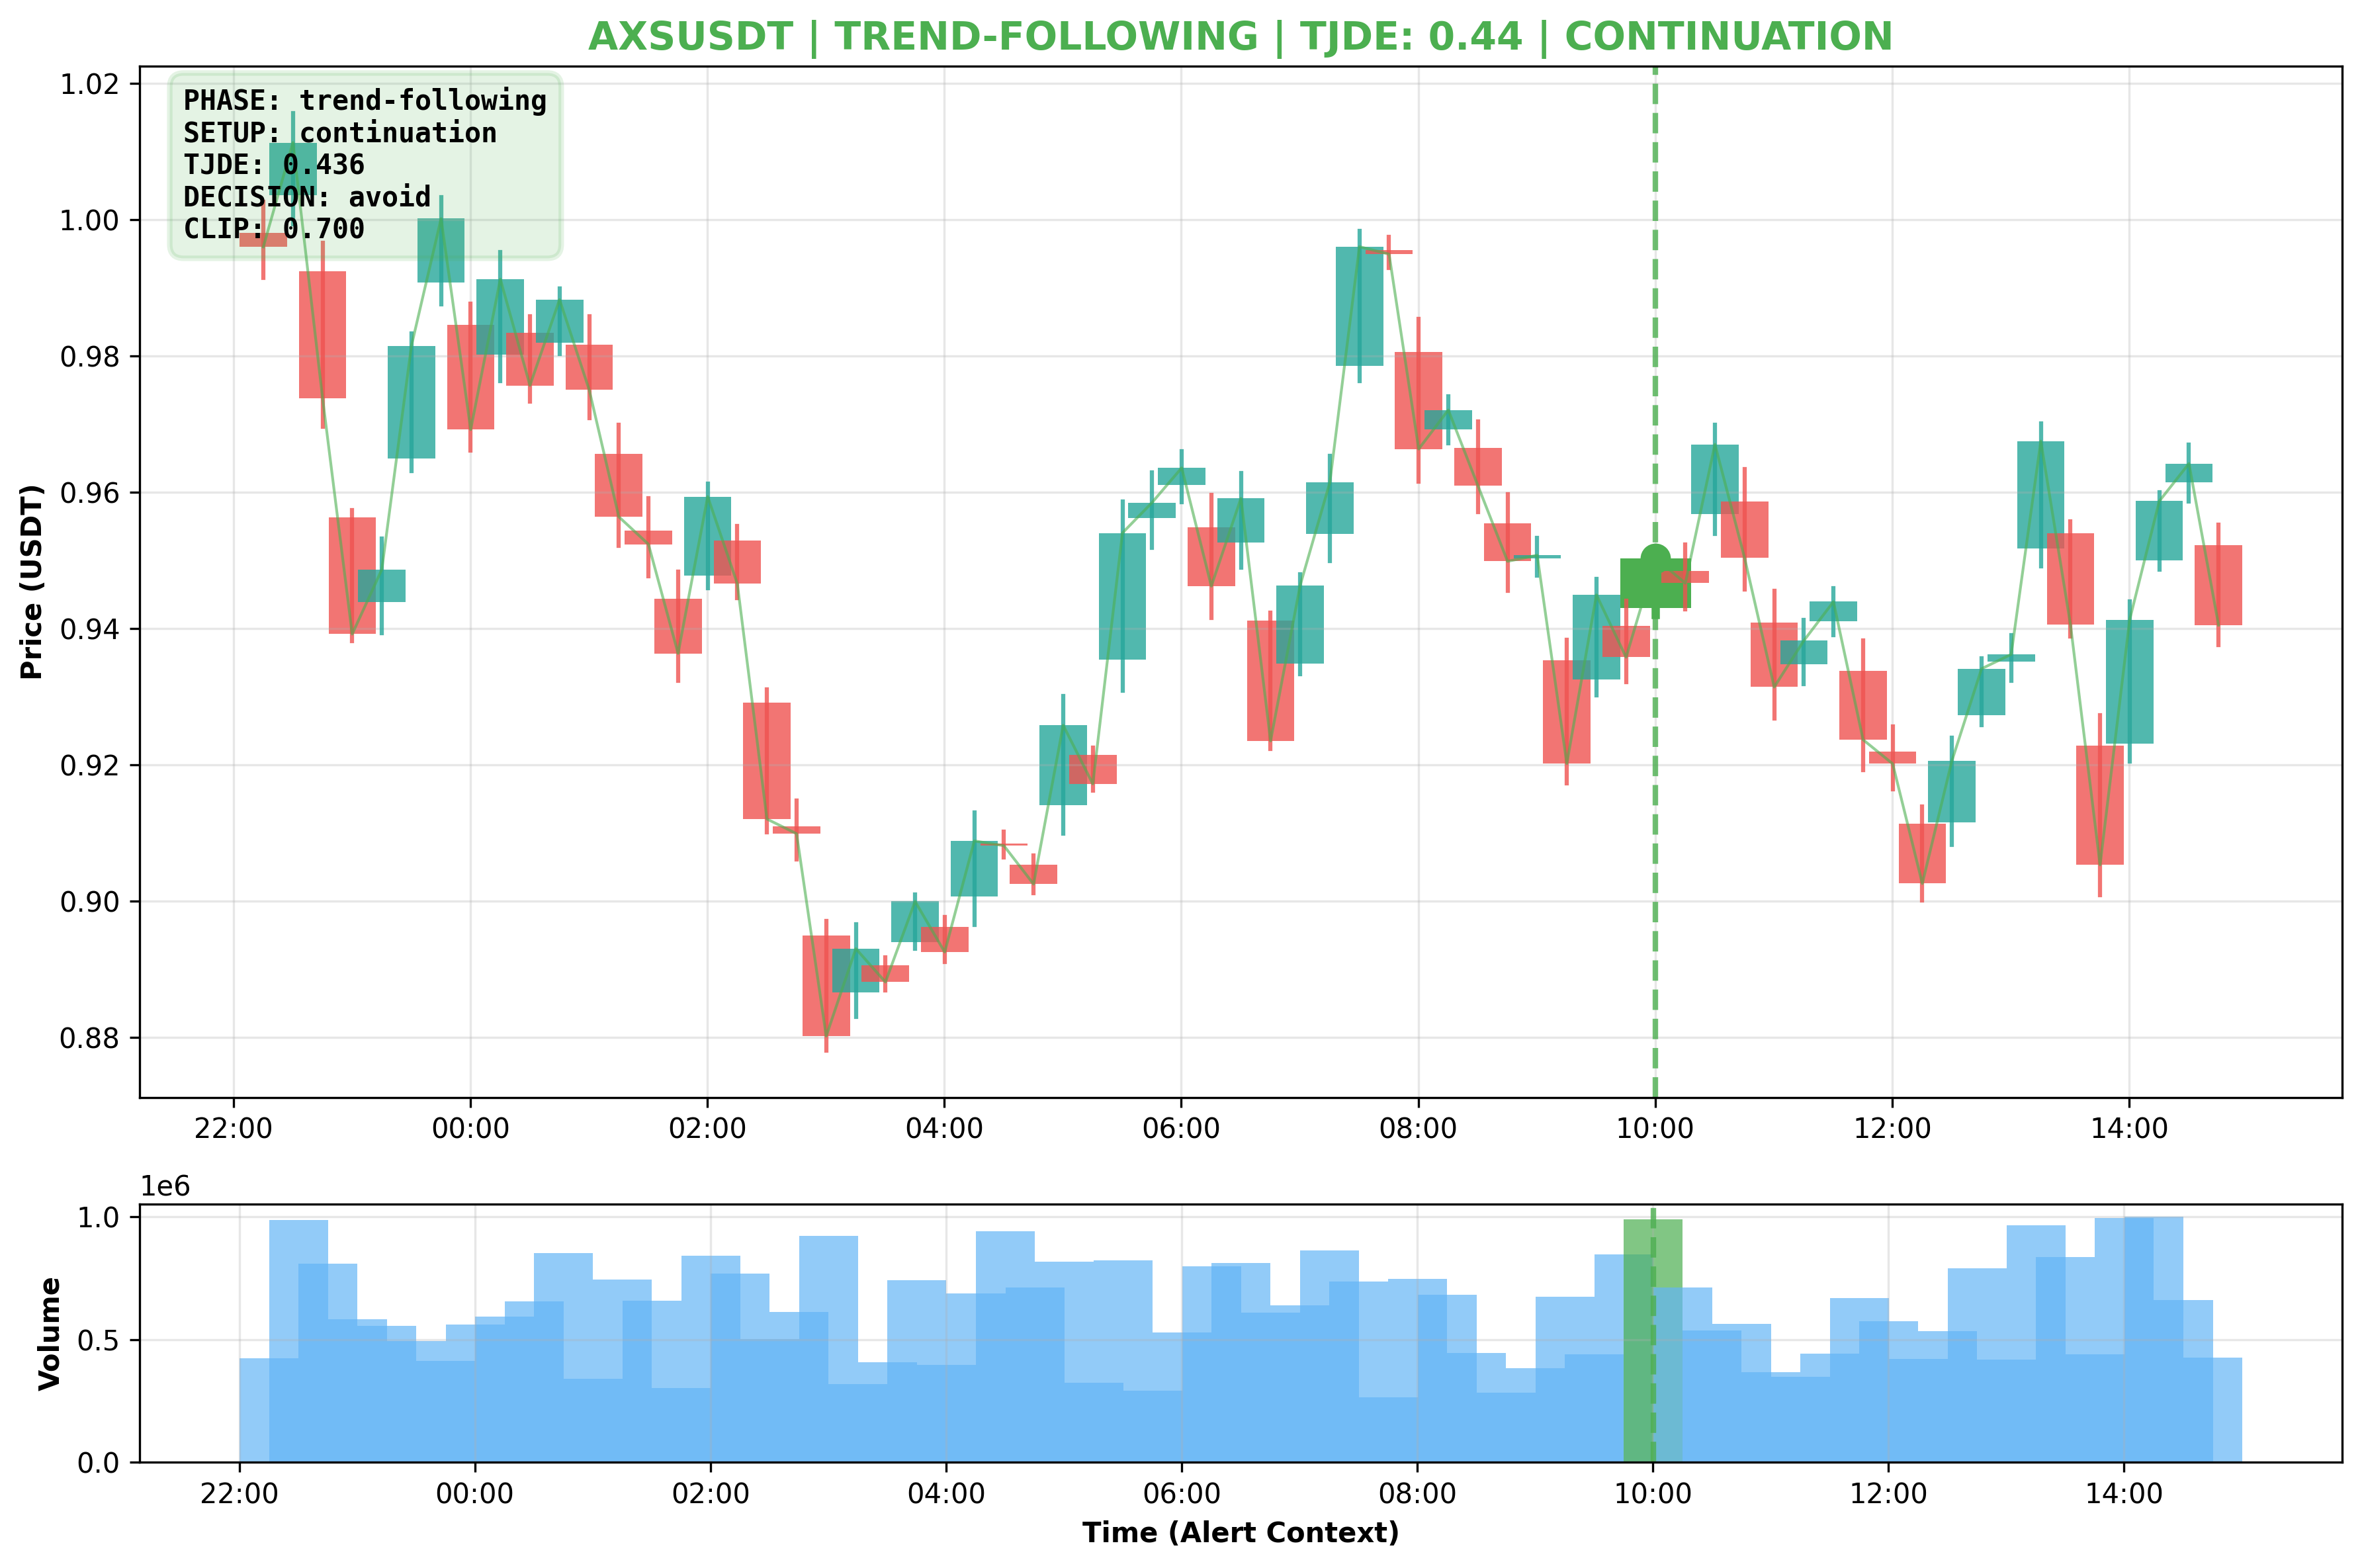 AXSUSDT | TREND-FOLLOWING | TJDE: 0.44 | CONTINUATION
PHASE: trend-following
SETUP: continuation
TJDE: 0.436
DECISION: avoid
CLIP: 0.700
Price (USDT)
1.02
1.00
0.98
0.96
0.94
0.92
0.90
0.88
22:00 00:00 02:00 04:00 06:00 08:00 10:00 12:00 14:00
1e6
Volume
1.0
0.5
0.0
22:00 00:00 02:00 04:00 06:00 08:00 10:00 12:00 14:00
Time (Alert Context)